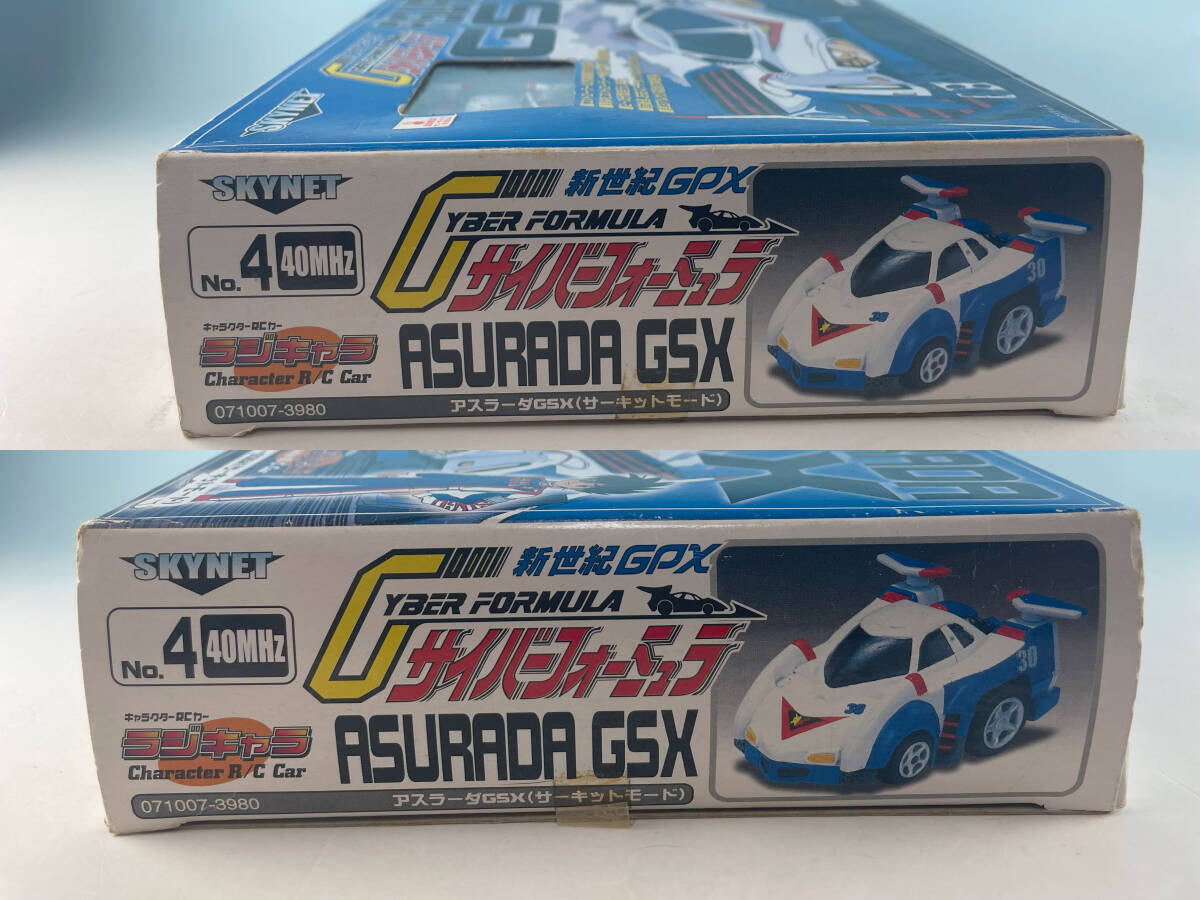 SKYNET
GS
SKYNET
No.4 40MHz
新世紀GPX
CYBER FORMULA
サイバーフォーミュラ
キャラクターRCカー
ラジキャラ
Character R/C Car
ASURADA GSX
071007-3980
アスラーダGSX(サーキットモード)
30
30
SKYNET
No.4 40MHz
新世紀GPX
CYBER FORMULA
サイバーフォーミュラ
キャラクターRCカー
ラジキャラ
Character R/C Car
ASURADA GSX
071007-3980
アスラーダGSX(サーキットモード)
30
30